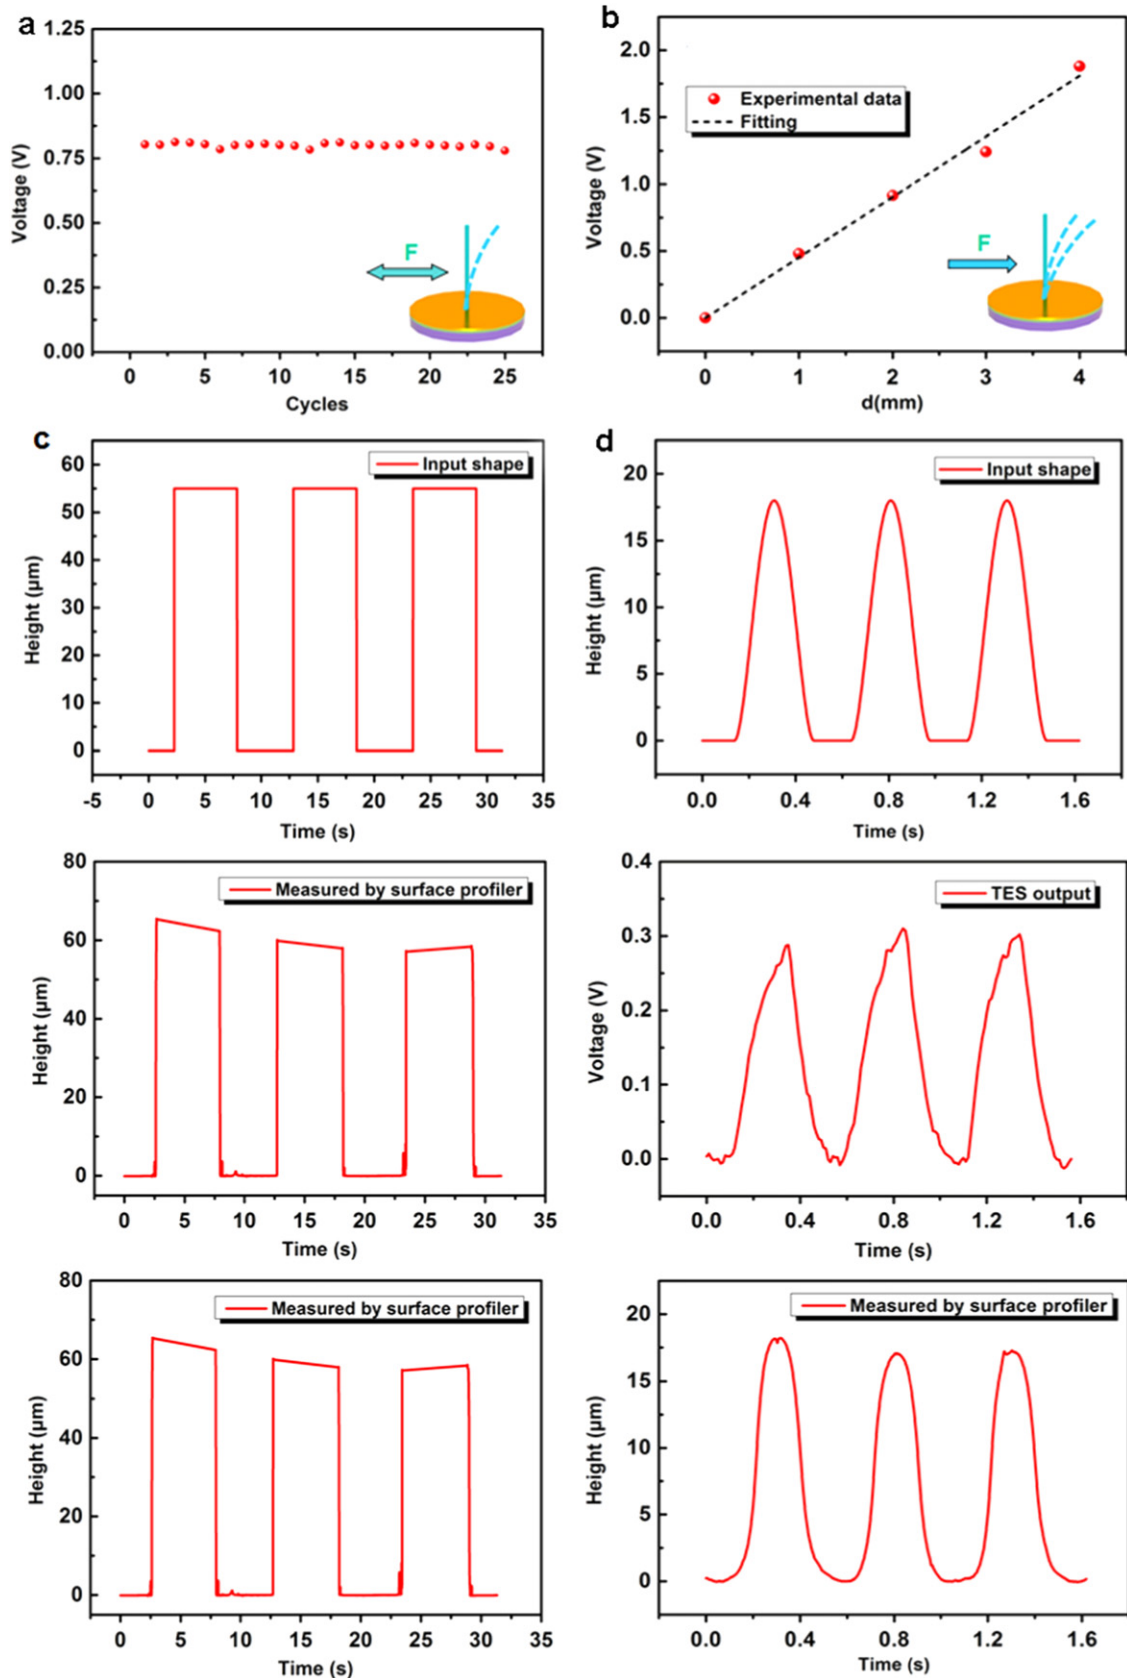 a
1.25
1.00
0.75
0.50
0.25
0.00
Voltage (V)
F
0 5 10 15 20 25
Cycles
b
2.0
1.5
1.0
0.5
0.0
Voltage (V)
Experimental data
Fitting
F
0 1 2 3 4
d(mm)
c
60
50
40
30
20
10
0
Height (µm)
Input shape
-5 0 5 10 15 20 25 30 35
Time (s)
d
20
15
10
5
0
Height (µm)
Input shape
0.0 0.4 0.8 1.2 1.6
Time (s)
80
60
40
20
0
Height (µm)
Measured by surface profiler
0 5 10 15 20 25 30 35
Time (s)
0.4
0.3
0.2
0.1
0.0
Voltage (V)
TES output
0.0 0.4 0.8 1.2 1.6
Time (s)
80
60
40
20
0
Height (µm)
Measured by surface profiler
0 5 10 15 20 25 30 35
Time (s)
20
15
10
5
0
Height (µm)
Measured by surface profiler
0.0 0.4 0.8 1.2 1.6
Time (s)